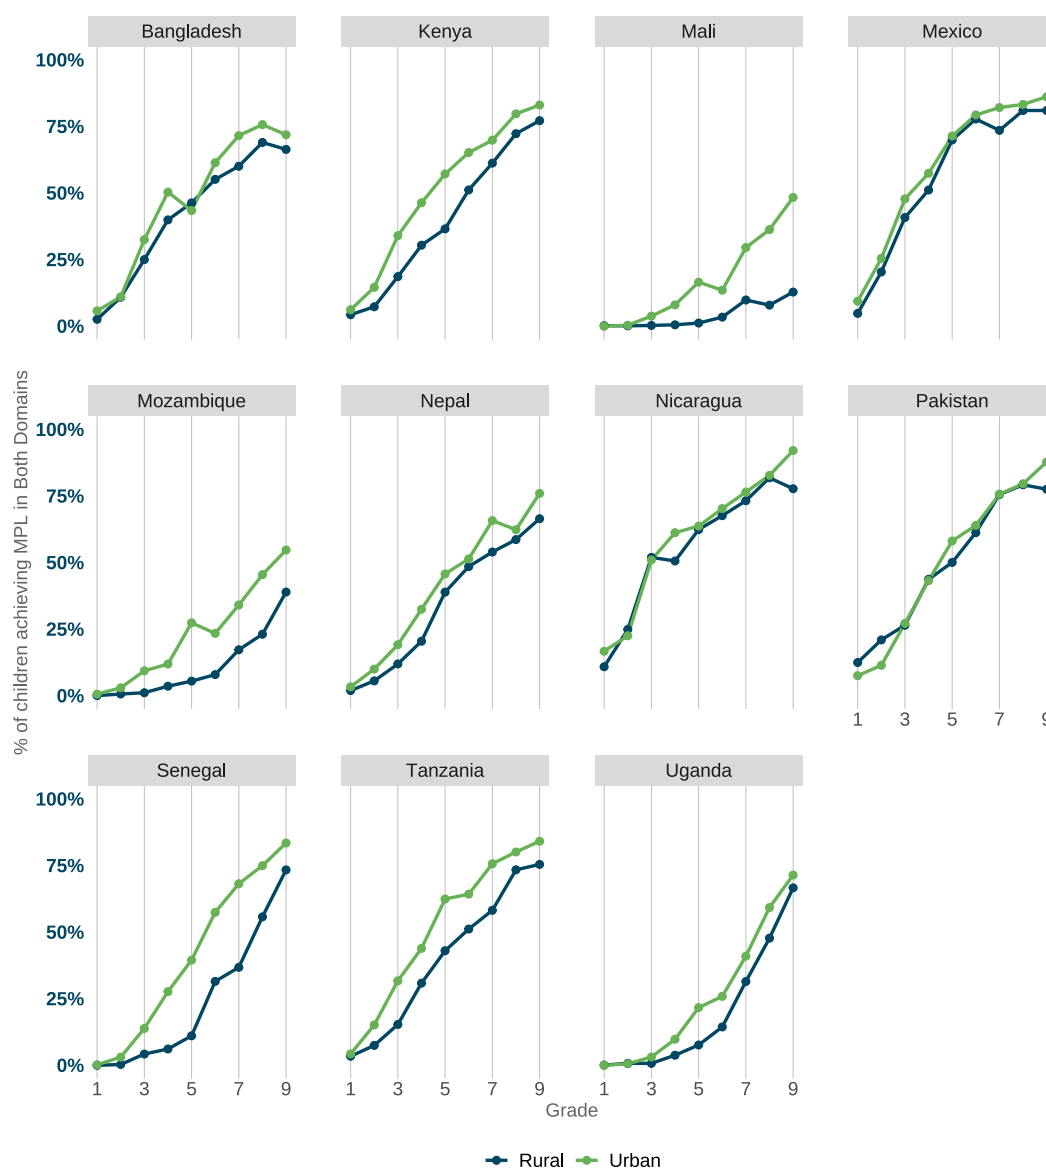 Bangladesh Kenya Mali Mexico
100%
75%
50%
25%
0%
% of children achieving MPL in Both Domains
Mozambique Nepal Nicaragua Pakistan
100%
75%
50%
25%
0%
1 3 5 7 9
Senegal Tanzania Uganda
100%
75%
50%
25%
0%
1 3 5 7 9 1 3 5 7 9 1 3 5 7 9
Grade
Rural Urban